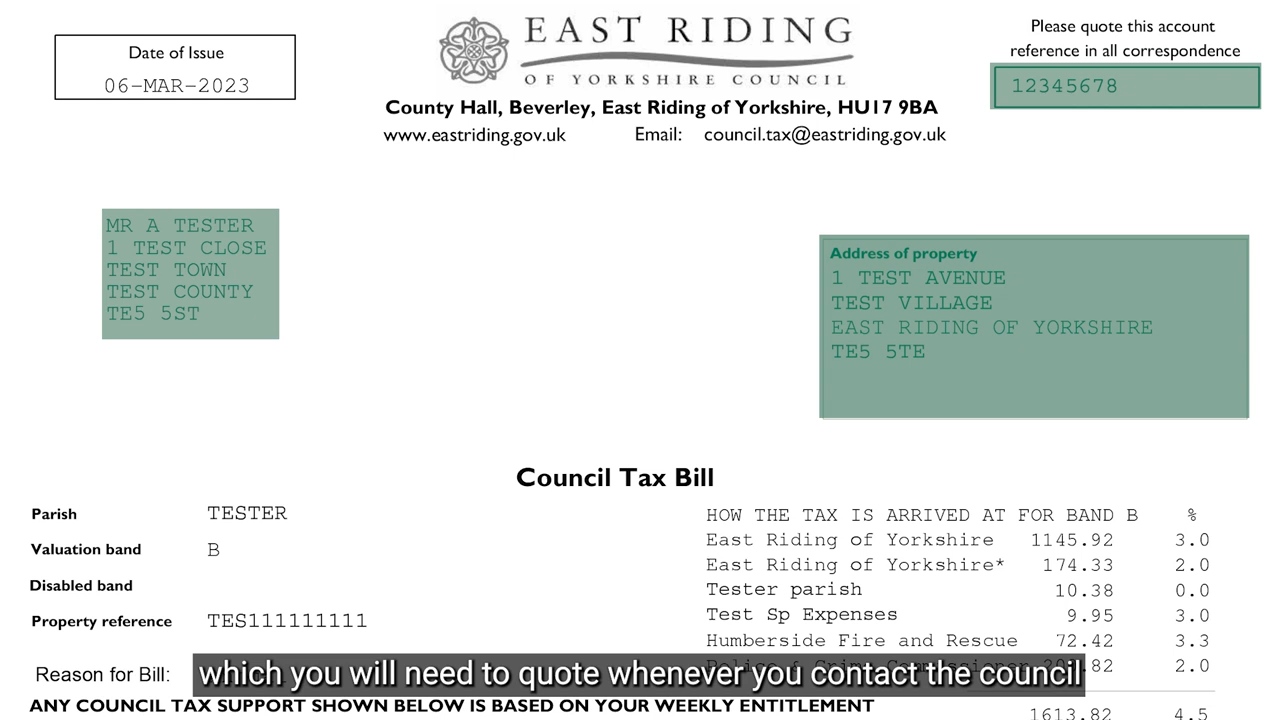 Date of Issue
06-MAR-2023
EAST RIDING
OF YORKSHIRE COUNCIL
County Hall, Beverley, East Riding of Yorkshire, HU17 9BA
www.eastriding.gov.uk Email: council.tax@eastriding.gov.uk
Please quote this account
reference in all correspondence
12345678
MR A TESTER
1 TEST CLOSE
TEST TOWN
TEST COUNTY
TE5 5ST
Address of property
1 TEST AVENUE
TEST VILLAGE
EAST RIDING OF YORKSHIRE
TE5 5TE
Council Tax Bill
Parish TESTER
Valuation band B
Disabled band
Property reference TES111111111
Reason for Bill:
HOW THE TAX IS ARRIVED AT FOR BAND B %
East Riding of Yorkshire 1145.92 3.0
East Riding of Yorkshire* 174.33 2.0
Tester parish 10.38 0.0
Test Sp Expenses 9.95 3.0
Humberside Fire and Rescue 72.42 3.3
Police & Crime Commissioner .82 2.0
which you will need to quote whenever you contact the council
ANY COUNCIL TAX SUPPORT SHOWN BELOW IS BASED ON YOUR WEEKLY ENTITLEMENT
1613.82 4.5